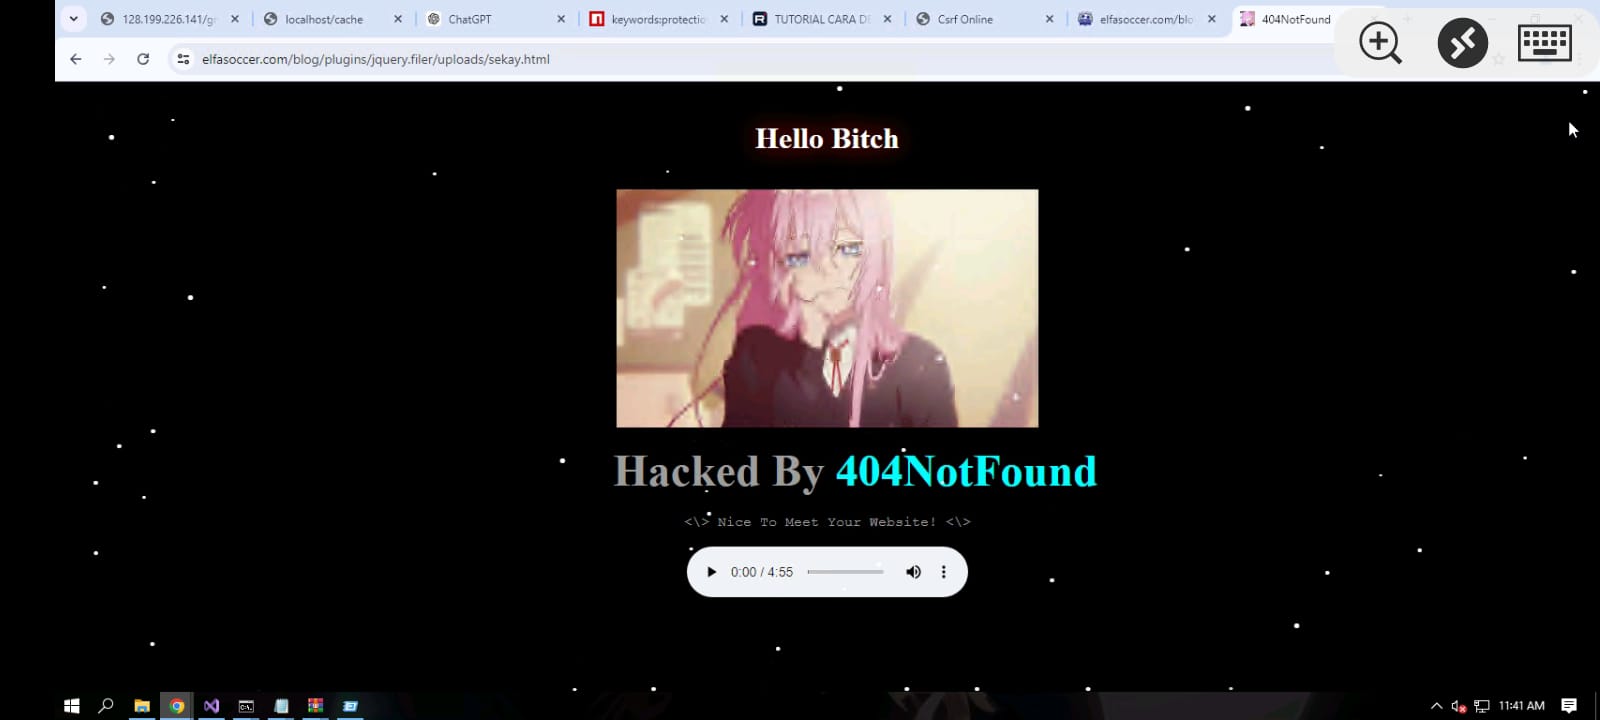 128.199.226.141/g
localhost/cache
ChatGPT
keywords:protectio
TUTORIAL CARA DE
Csrf Online
elfasoccer.com/blo
404NotFound
elfasoccer.com/blog/plugins/jquery.filer/uploads/sekay.html
Hello Bitch
Hacked By 404NotFound
<\> Nice To Meet Your Website! <\>
0:00 / 4:55
11:41 AM